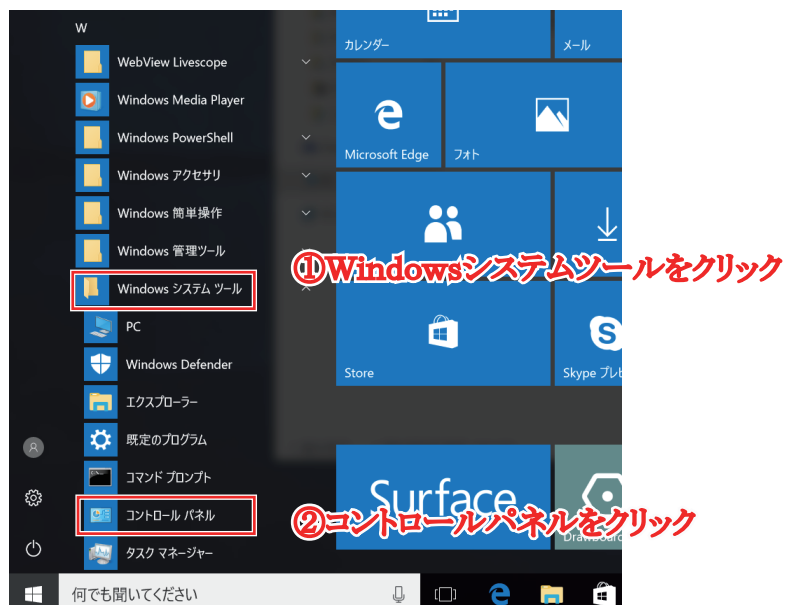 W
WebView Livescope
Windows Media Player
Windows PowerShell
Windows アクセサリ
Windows 簡単操作
Windows 管理ツール
Windows システム ツール
PC
Windows Defender
エクスプローラー
既定のプログラム
コマンド プロンプト
コントロール パネル
タスク マネージャー
何でも聞いてください
カレンダー
メール
Microsoft Edge
フォト
①Windowsシステムツールをクリック
Store
Skype プレビ
Surface
②コントロールパネルをクリック